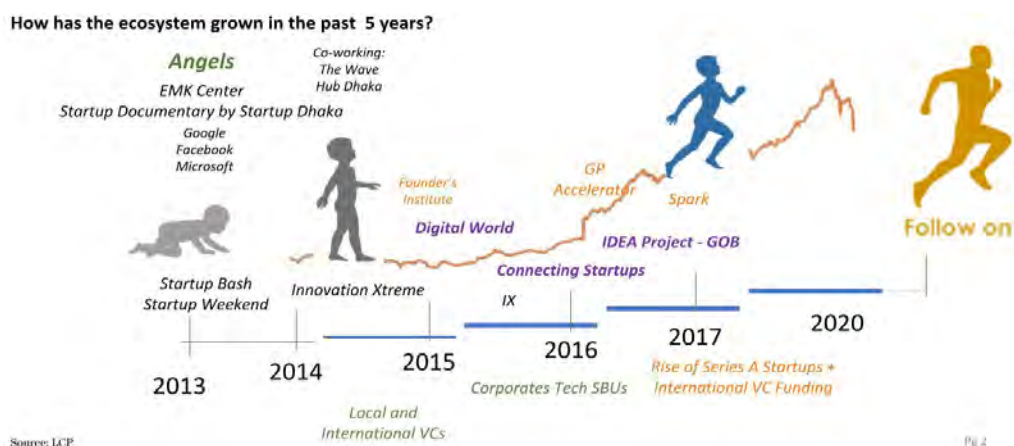 How has the ecosystem grown in the past 5 years?
Angels
EMK Center
Startup Documentary by Startup Dhaka
Google
Facebook
Microsoft
Co-working:
The Wave
Hub Dhaka
Founder's
Institute
Digital World
GP
Accelerator
Spark
IDEA Project - GOB
Connecting Startups
Follow on
Startup Bash
Startup Weekend
Innovation Xtreme
IX
2013
2014
2015
2016
2017
2020
Local and
International VCs
Corporates Tech SBUs
Rise of Series A Startups +
International VC Funding
Source: LCP
Pg 2